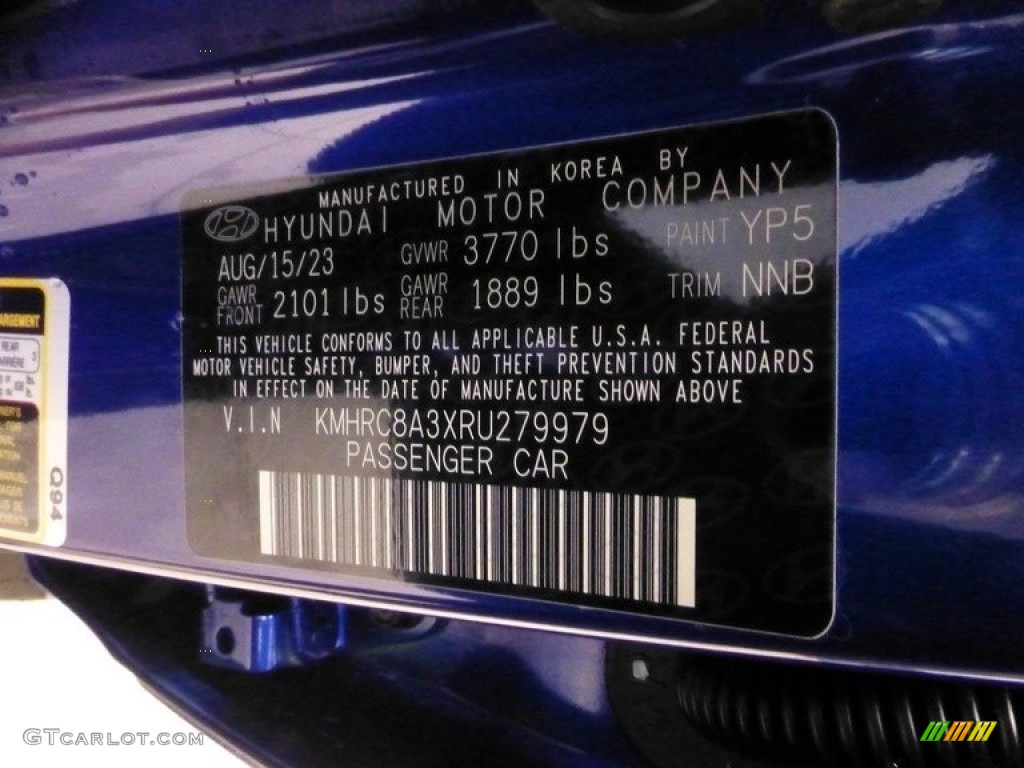 MANUFACTURED IN KOREA BY
HYUNDAI MOTOR COMPANY
AUG/15/23 GVWR 3770 lbs PAINT YP5
GAWR FRONT 2101 lbs GAWR REAR 1889 lbs TRIM NNB
THIS VEHICLE CONFORMS TO ALL APPLICABLE U.S.A. FEDERAL
MOTOR VEHICLE SAFETY, BUMPER, AND THEFT PREVENTION STANDARDS
IN EFFECT ON THE DATE OF MANUFACTURE SHOWN ABOVE
V.I.N KMHRC8A3XRU279979
PASSENGER CAR
REAR
Q94
GTCARLOT.COM